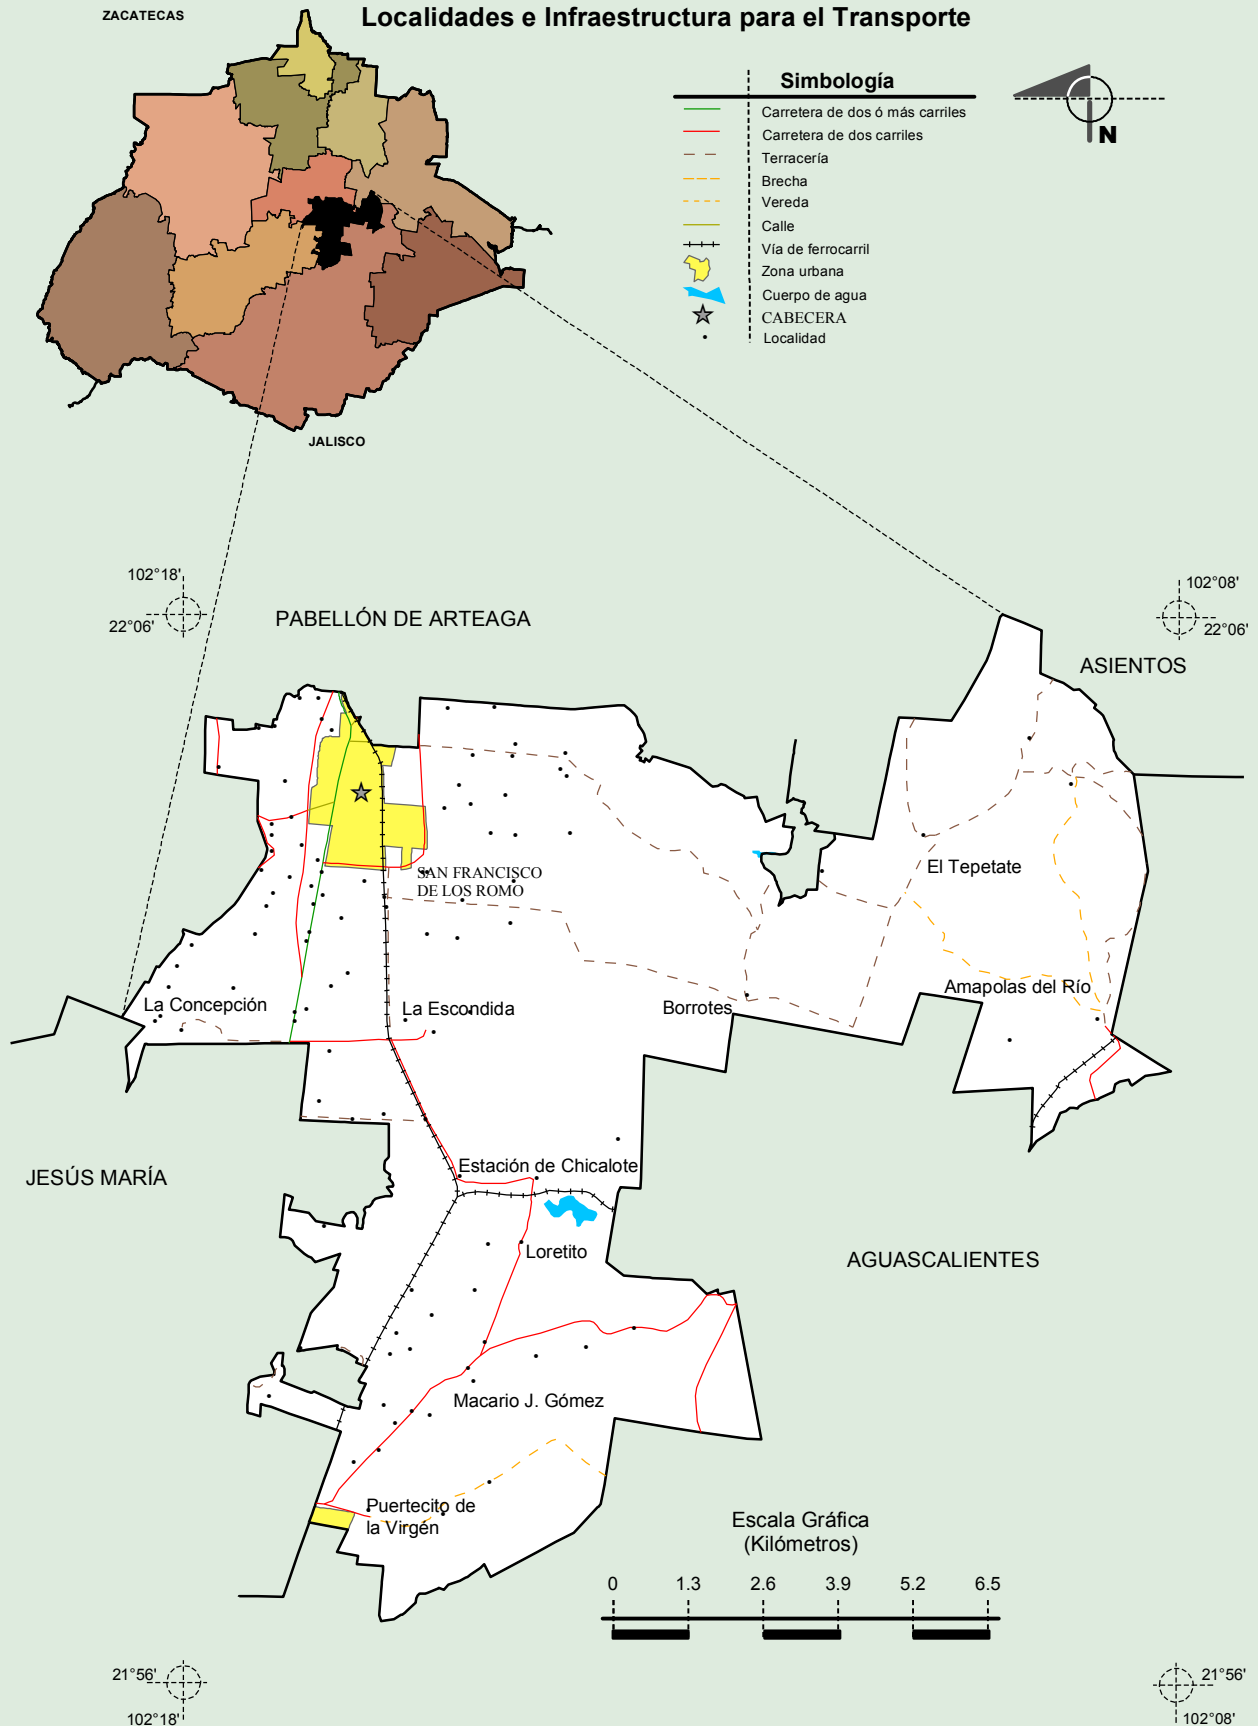 Localidades e Infraestructura para el Transporte
ZACATECAS
JALISCO
Simbología
Carretera de dos ó más carriles
Carretera de dos carriles
Terracería
Brecha
Vereda
Calle
Vía de ferrocarril
Zona urbana
Cuerpo de agua
CABECERA
Localidad
N
102°18'
22°06'
102°08'
22°06'
PABELLÓN DE ARTEAGA
ASIENTOS
El Tepetate
SAN FRANCISCO
DE LOS ROMO
Amapolas del Río
La Concepción
La Escondida
Borrotes
Estación de Chicalote
JESÚS MARÍA
Loretito
AGUASCALIENTES
Macario J. Gómez
Puertecito de
la Virgén
Escala Gráfica
(Kilómetros)
0 1.3 2.6 3.9 5.2 6.5
21°56'
102°18'
21°56'
102°08'